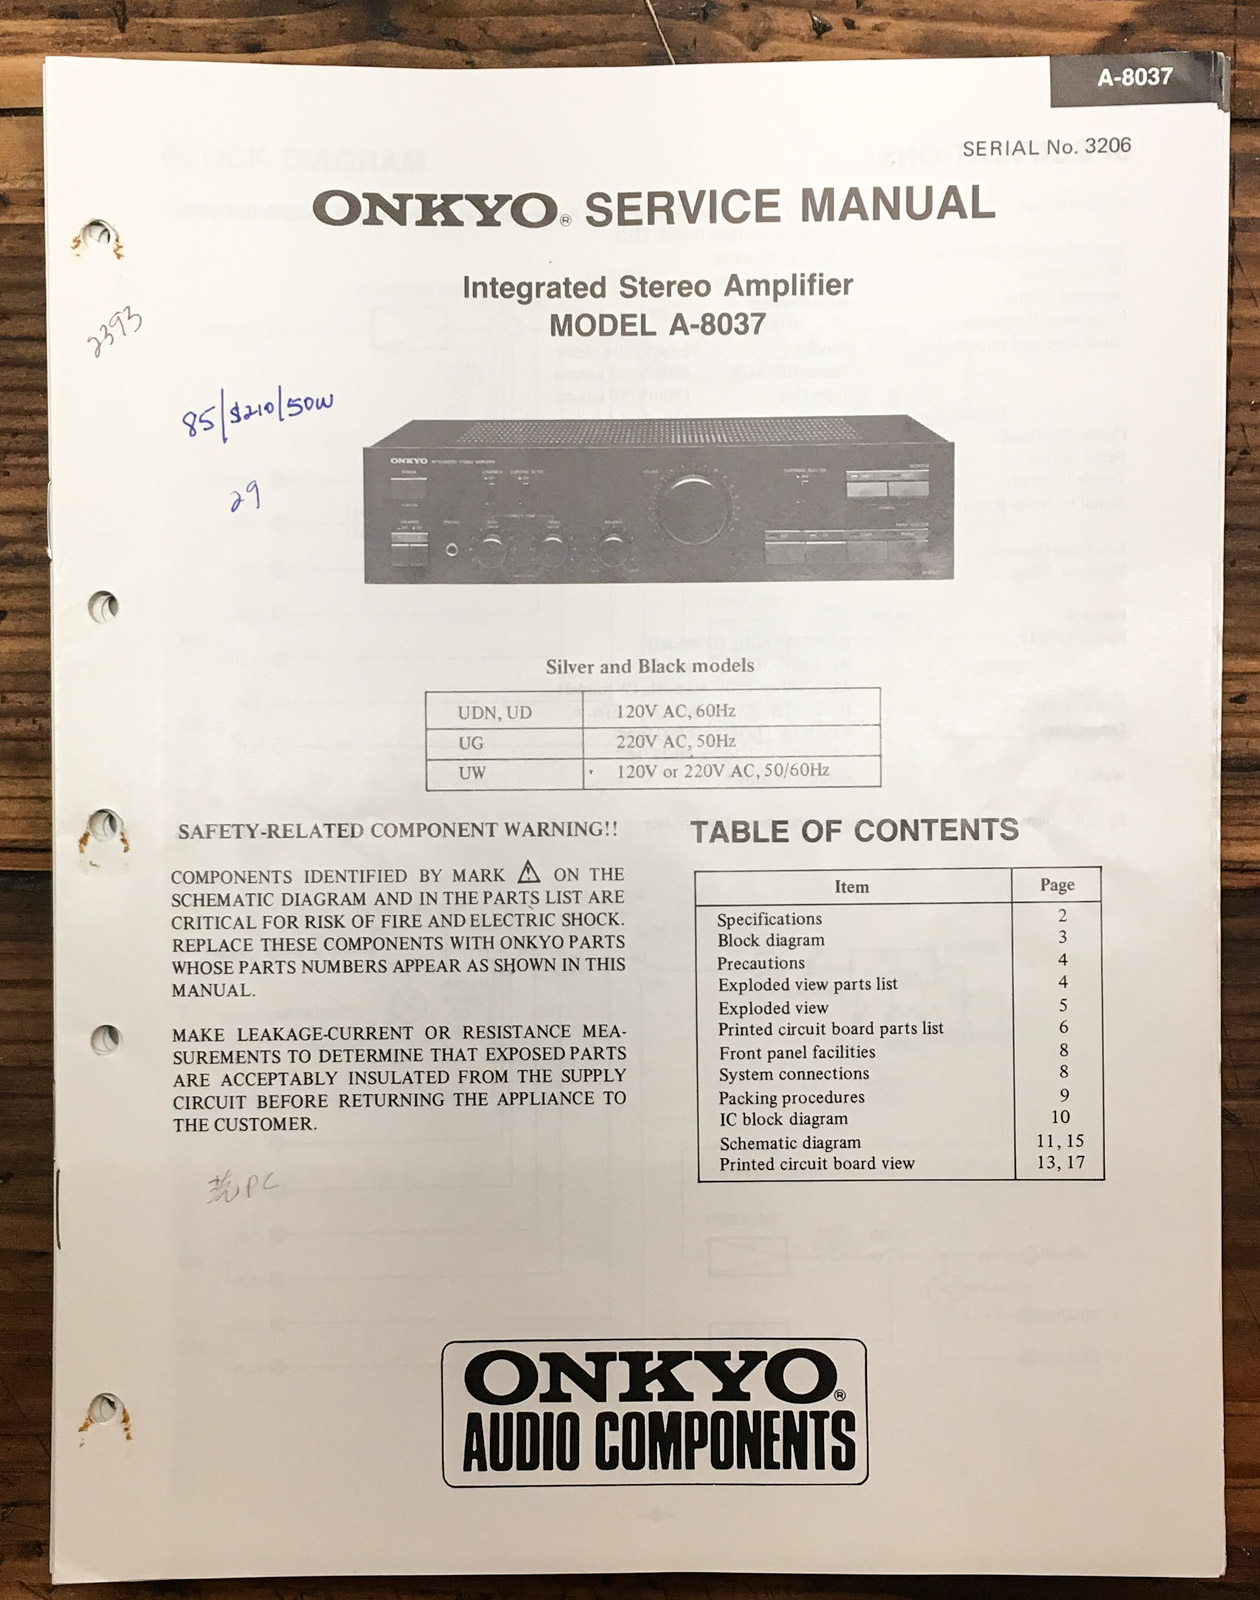 A-8037
SERIAL No. 3206
ONKYO® SERVICE MANUAL
Integrated Stereo Amplifier
MODEL A-8037
2393
85/$210/50W
29
ONKYO
Silver and Black models
UDN, UD 120V AC, 60Hz
UG 220V AC, 50Hz
UW 120V or 220V AC, 50/60Hz
SAFETY-RELATED COMPONENT WARNING!!
COMPONENTS IDENTIFIED BY MARK ⚠ ON THE
SCHEMATIC DIAGRAM AND IN THE PARTS LIST ARE
CRITICAL FOR RISK OF FIRE AND ELECTRIC SHOCK.
REPLACE THESE COMPONENTS WITH ONKYO PARTS
WHOSE PARTS NUMBERS APPEAR AS SHOWN IN THIS
MANUAL.
MAKE LEAKAGE-CURRENT OR RESISTANCE MEA-
SUREMENTS TO DETERMINE THAT EXPOSED PARTS
ARE ACCEPTABLY INSULATED FROM THE SUPPLY
CIRCUIT BEFORE RETURNING THE APPLIANCE TO
THE CUSTOMER.
PC
TABLE OF CONTENTS
Item Page
Specifications 2
Block diagram 3
Precautions 4
Exploded view parts list 4
Exploded view 5
Printed circuit board parts list 6
Front panel facilities 8
System connections 8
Packing procedures 9
IC block diagram 10
Schematic diagram 11, 15
Printed circuit board view 13, 17
ONKYO®
AUDIO COMPONENTS